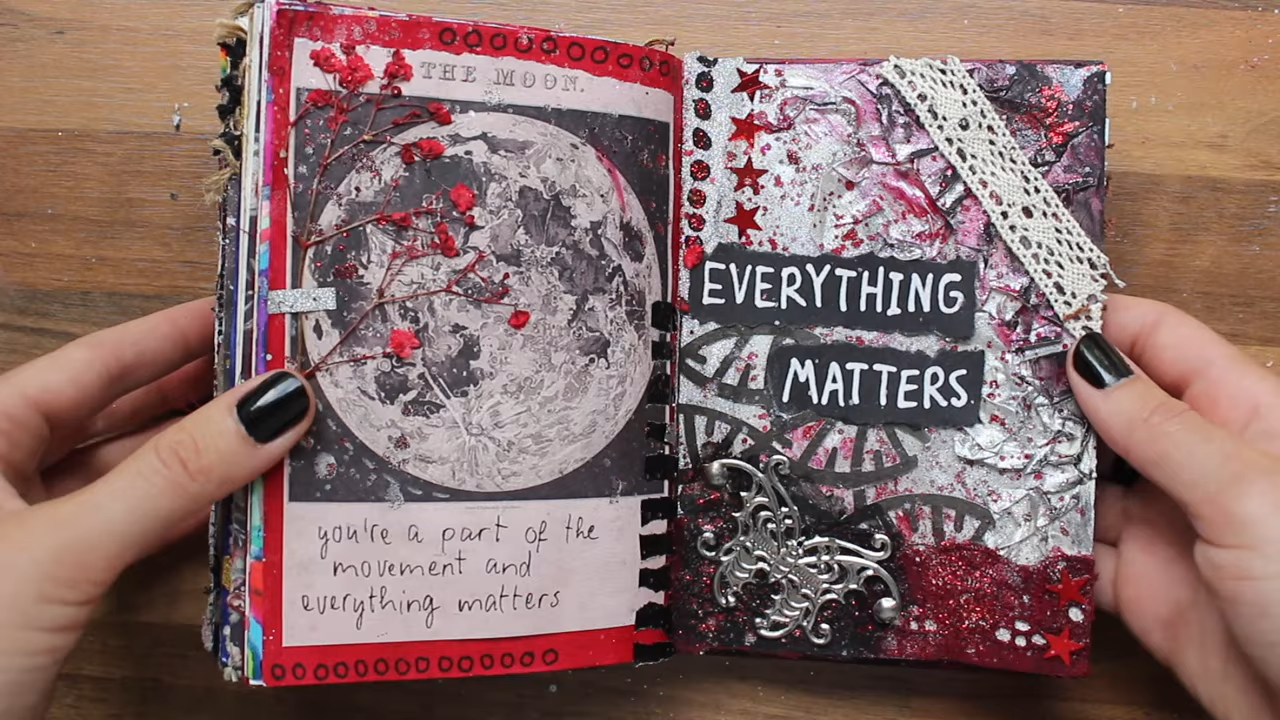 THE MOON.
you're a part of the
movement and
everything matters
EVERYTHING
MATTERS.